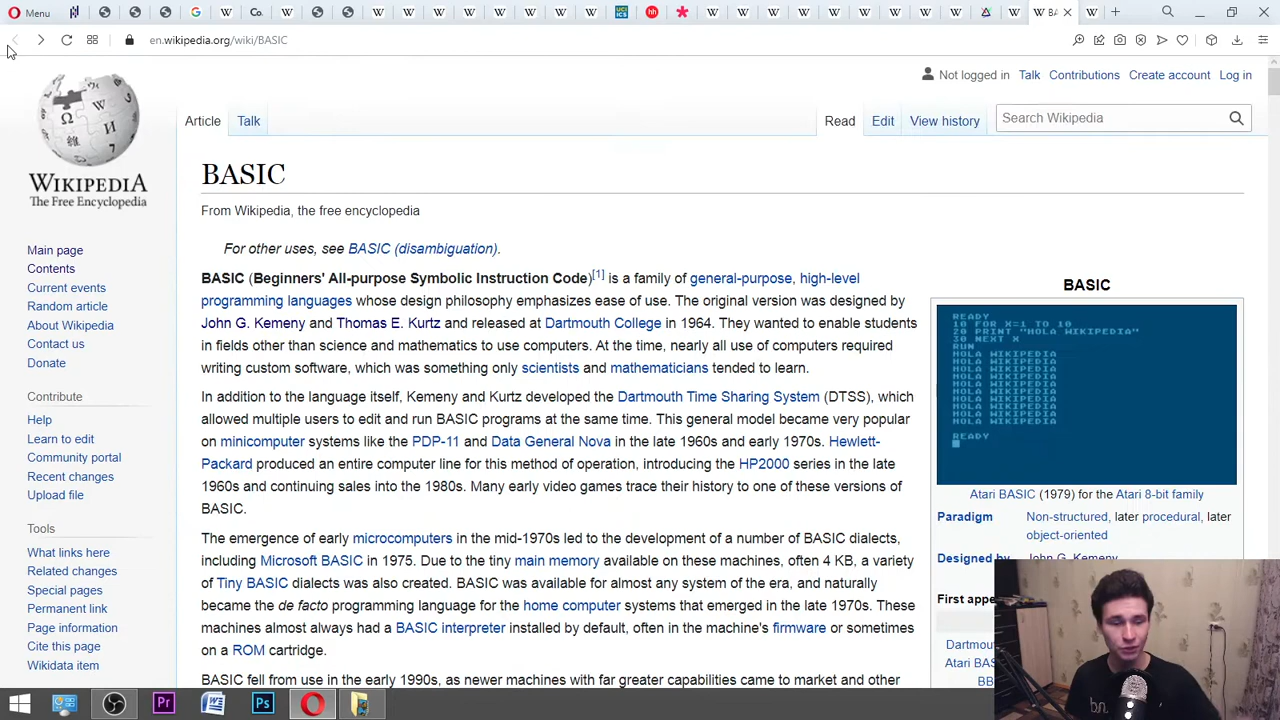 Menu
Co.
UCI
ICS
hh
BA
en.wikipedia.org/wiki/BASIC
Not logged in Talk Contributions Create account Log in
Article Talk Read Edit View history Search Wikipedia
WIKIPEDIA
The Free Encyclopedia
Main page
Contents
Current events
Random article
About Wikipedia
Contact us
Donate
Contribute
Help
Learn to edit
Community portal
Recent changes
Upload file
Tools
What links here
Related changes
Special pages
Permanent link
Page information
Cite this page
Wikidata item
BASIC
From Wikipedia, the free encyclopedia
For other uses, see BASIC (disambiguation).
BASIC (Beginners' All-purpose Symbolic Instruction Code)[1] is a family of general-purpose, high-level
programming languages whose design philosophy emphasizes ease of use. The original version was designed by
John G. Kemeny and Thomas E. Kurtz and released at Dartmouth College in 1964. They wanted to enable students
in fields other than science and mathematics to use computers. At the time, nearly all use of computers required
writing custom software, which was something only scientists and mathematicians tended to learn.
In addition to the language itself, Kemeny and Kurtz developed the Dartmouth Time Sharing System (DTSS), which
allowed multiple users to edit and run BASIC programs at the same time. This general model became very popular
on minicomputer systems like the PDP-11 and Data General Nova in the late 1960s and early 1970s. Hewlett-
Packard produced an entire computer line for this method of operation, introducing the HP2000 series in the late
1960s and continuing sales into the 1980s. Many early video games trace their history to one of these versions of
BASIC.
The emergence of early microcomputers in the mid-1970s led to the development of a number of BASIC dialects,
including Microsoft BASIC in 1975. Due to the tiny main memory available on these machines, often 4 KB, a variety
of Tiny BASIC dialects was also created. BASIC was available for almost any system of the era, and naturally
became the de facto programming language for the home computer systems that emerged in the late 1970s. These
machines almost always had a BASIC interpreter installed by default, often in the machine's firmware or sometimes
on a ROM cartridge.
BASIC fell from use in the early 1990s, as newer machines with far greater capabilities came to market and other
BASIC
READY
10 FOR X=1 TO 10
20 PRINT "HOLA WIKIPEDIA"
30 NEXT X
RUN
HOLA WIKIPEDIA
HOLA WIKIPEDIA
HOLA WIKIPEDIA
HOLA WIKIPEDIA
HOLA WIKIPEDIA
HOLA WIKIPEDIA
HOLA WIKIPEDIA
HOLA WIKIPEDIA
HOLA WIKIPEDIA
HOLA WIKIPEDIA
READY
Atari BASIC (1979) for the Atari 8-bit family
Paradigm Non-structured, later procedural, later
object-oriented
Designed by John G. Kemeny
First appe
Dartmou
Atari BAS
BB
Pr
W
Ps
bn